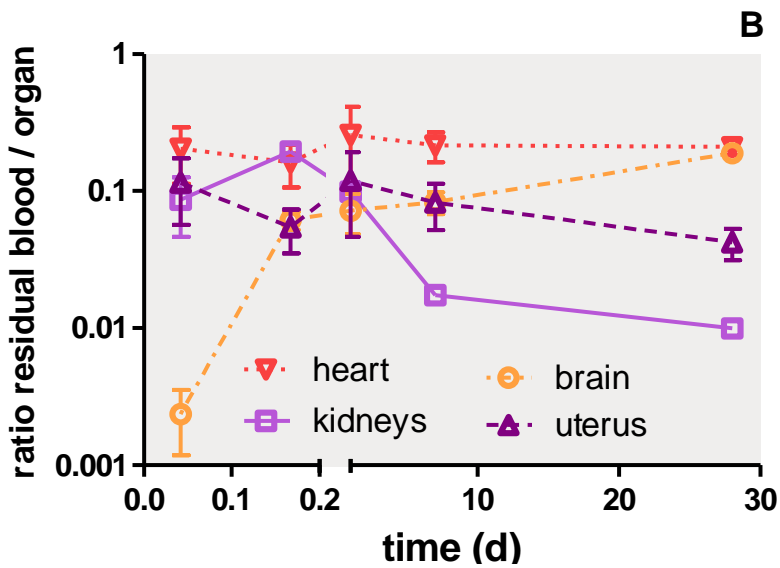 B
ratio residual blood / organ
1
0.1
0.01
0.001
heart
brain
kidneys
uterus
0.0 0.1 0.2 10 20 30
time (d)